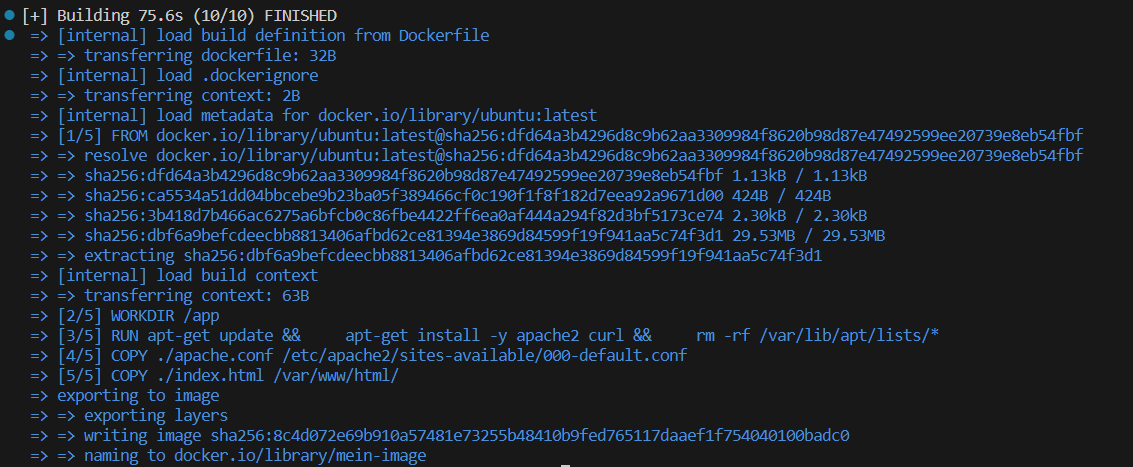 [+] Building 75.6s (10/10) FINISHED
=> [internal] load build definition from Dockerfile
=> => transferring dockerfile: 32B
=> [internal] load .dockerignore
=> => transferring context: 2B
=> [internal] load metadata for docker.io/library/ubuntu:latest
=> [1/5] FROM docker.io/library/ubuntu:latest@sha256:dfd64a3b4296d8c9b62aa3309984f8620b98d87e47492599ee20739e8eb54fbf
=> => resolve docker.io/library/ubuntu:latest@sha256:dfd64a3b4296d8c9b62aa3309984f8620b98d87e47492599ee20739e8eb54fbf
=> => sha256:dfd64a3b4296d8c9b62aa3309984f8620b98d87e47492599ee20739e8eb54fbf 1.13kB / 1.13kB
=> => sha256:ca5534a51dd04bbcebe9b23ba05f389466cf0c190f1f8f182d7eea92a9671d00 424B / 424B
=> => sha256:3b418d7b466ac6275a6bfcb0c86fbe4422ff6ea0af444a294f82d3bf5173ce74 2.30kB / 2.30kB
=> => sha256:dbf6a9befcdeecbb8813406afbd62ce81394e3869d84599f19f941aa5c74f3d1 29.53MB / 29.53MB
=> => extracting sha256:dbf6a9befcdeecbb8813406afbd62ce81394e3869d84599f19f941aa5c74f3d1
=> [internal] load build context
=> => transferring context: 63B
=> [2/5] WORKDIR /app
=> [3/5] RUN apt-get update &&     apt-get install -y apache2 curl &&     rm -rf /var/lib/apt/lists/*
=> [4/5] COPY ./apache.conf /etc/apache2/sites-available/000-default.conf
=> [5/5] COPY ./index.html /var/www/html/
=> exporting to image
=> => exporting layers
=> => writing image sha256:8c4d072e69b910a57481e73255b48410b9fed765117daaef1f754040100badc0
=> => naming to docker.io/library/mein-image